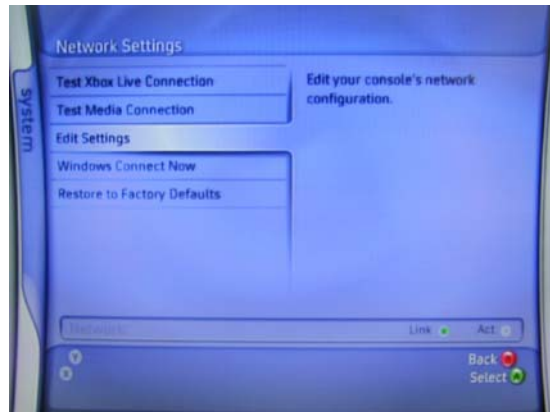 Network Settings
system
Test Xbox Live Connection
Test Media Connection
Edit Settings
Windows Connect Now
Restore to Factory Defaults
Edit your console's network
configuration.
Network:
Link
Act
Y
X
Back
Select